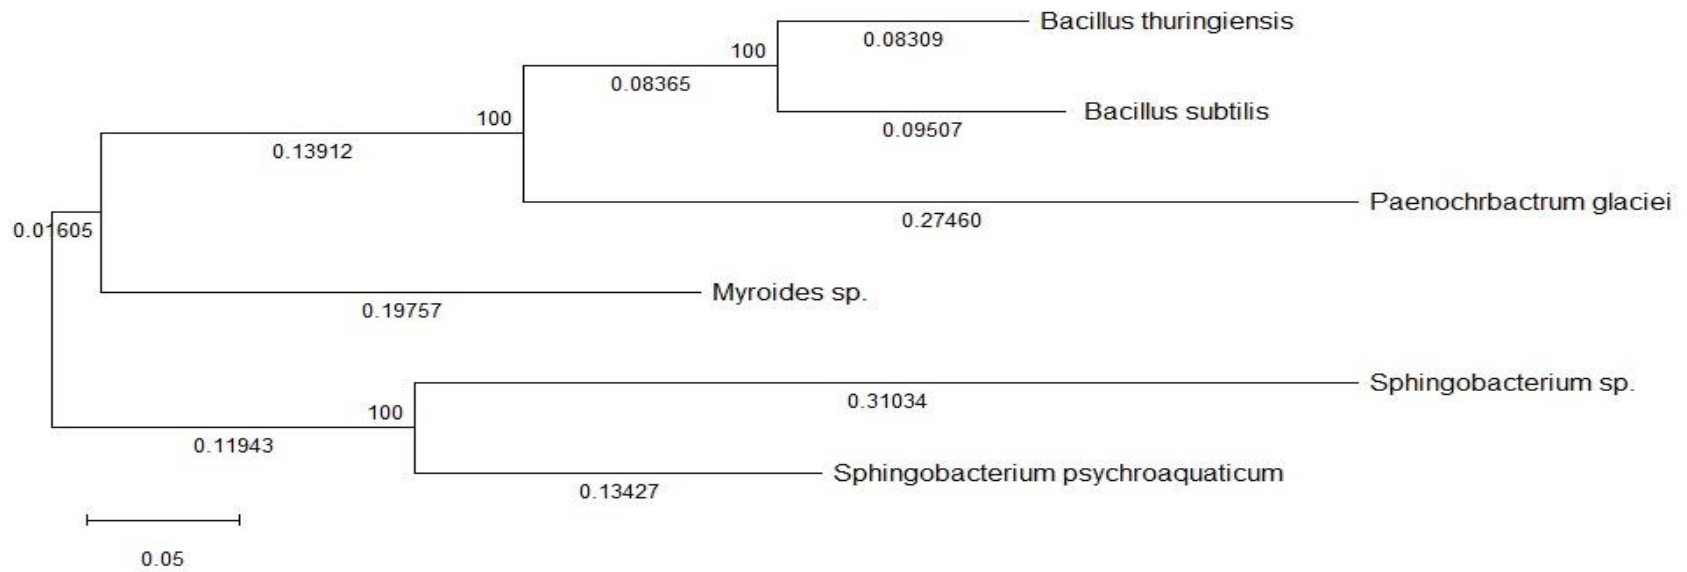 Bacillus thuringiensis
0.08309
100
0.08365
Bacillus subtilis
0.09507
100
0.13912
Paenochrbactrum glaciei
0.27460
0.01605
Myroides sp.
0.19757
Sphingobacterium sp.
0.31034
100
0.11943
Sphingobacterium psychroaquaticum
0.13427
0.05